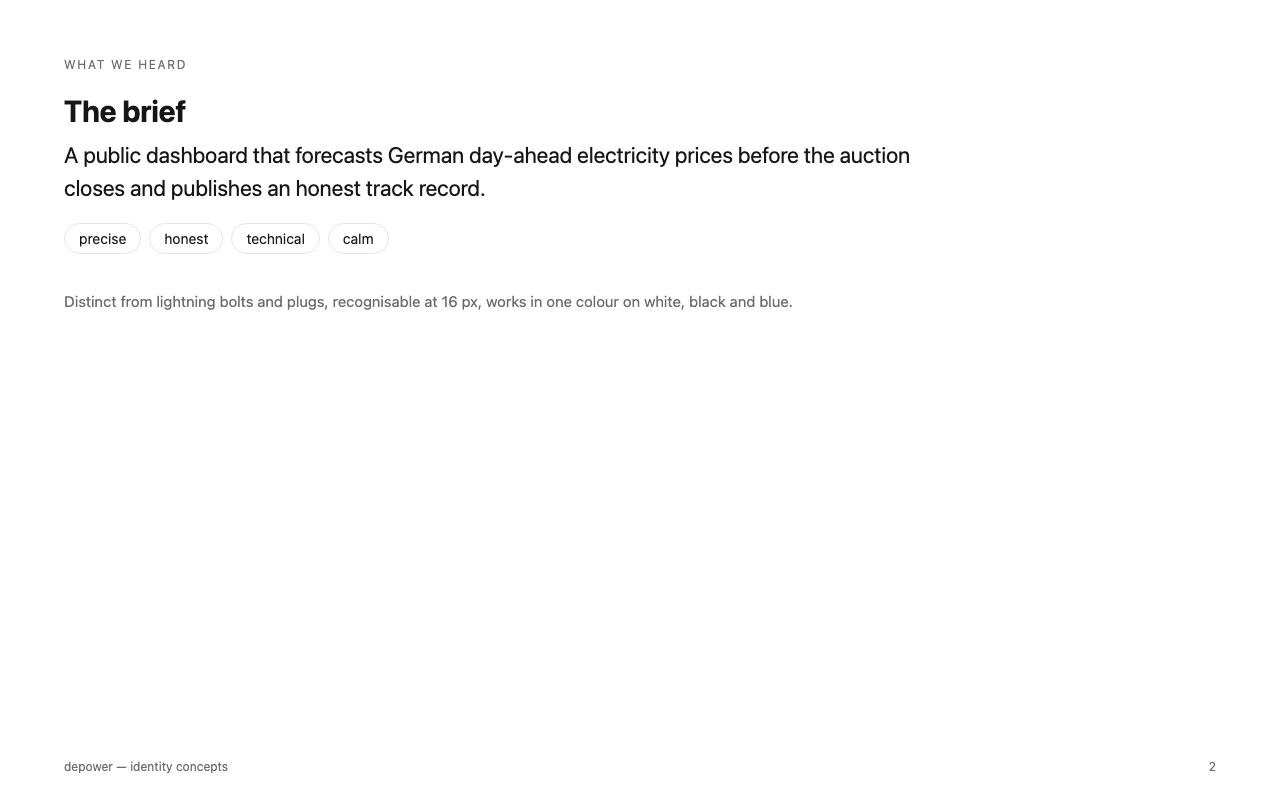 WHAT WE HEARD
The brief
A public dashboard that forecasts German day-ahead electricity prices before the auction
closes and publishes an honest track record.
precise honest technical calm
Distinct from lightning bolts and plugs, recognisable at 16 px, works in one colour on white, black and blue.
depower — identity concepts 2